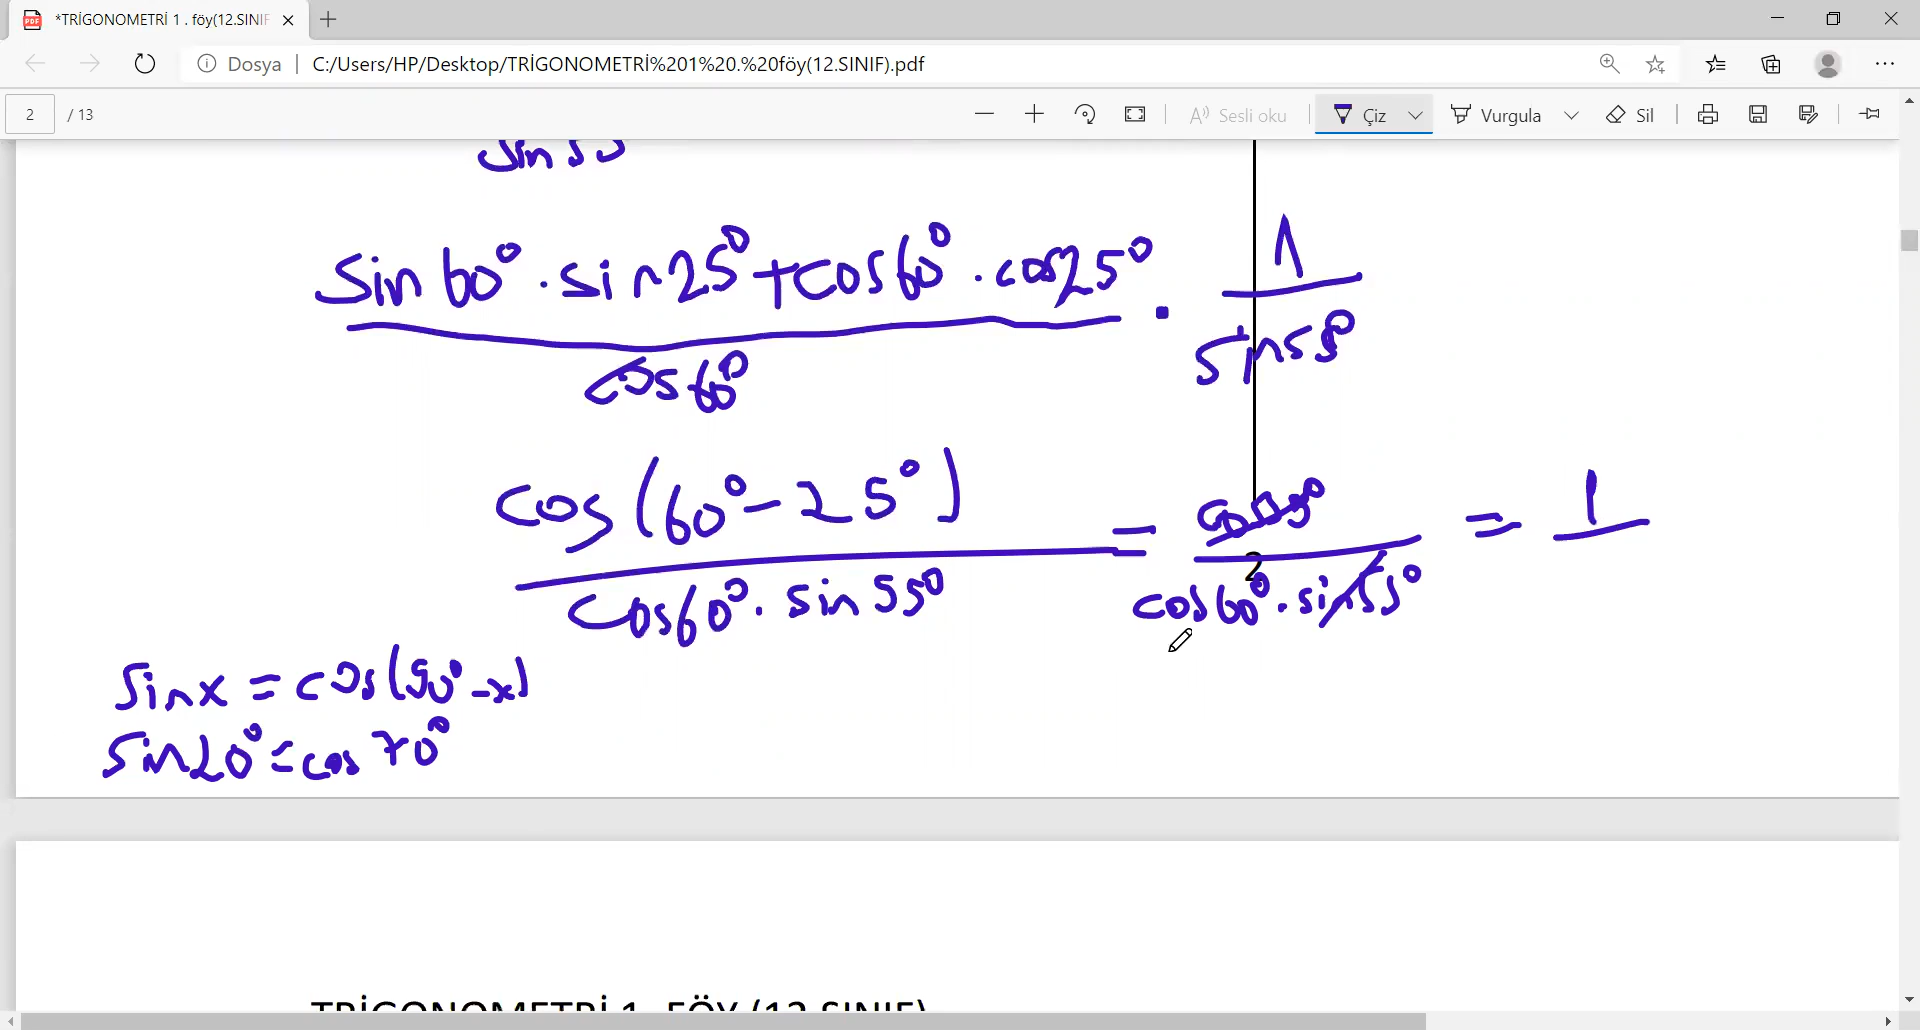 *TRİGONOMETRİ 1 . föy(12.SINIF
Dosya | C:/Users/HP/Desktop/TRİGONOMETRİ%201%20.%20föy(12.SINIF).pdf
2 / 13 Sesli oku Çiz Vurgula Sil
sin55
sin60° · sin25° + cos60° · cos25° · 1
cos60° sin55°
cos(60° - 25°) = cos35° = 1
cos60° · sin55° cos60° · sin55°
2
sinx = cos(90° - x)
sin20° = cos70°
TRİGONOMETRİ 1. FÖY (12.SINIF)